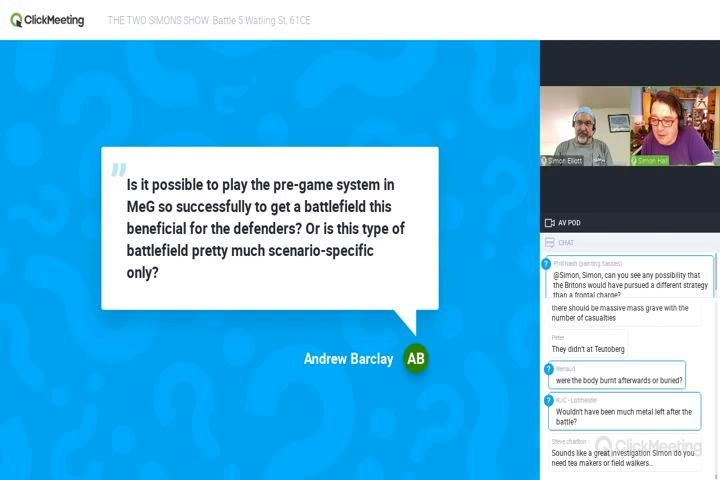 ClickMeeting
THE TWO SIMONS SHOW. Battle 5 Watling St, 61CE
Is it possible to play the pre-game system in
MeG so successfully to get a battlefield this
beneficial for the defenders? Or is this type of
battlefield pretty much scenario-specific
only?
Andrew Barclay
AB
Simon Elliott
Simon Hall
AV POD
CHAT
?
@Simon, Simon, can you see any possibility that
the Britons would have pursued a different strategy
than a frontal charge?
there should be massive mass grave with the
number of casualties
Peter
They didn't at Teutoberg
?
Renaud
were the body burnt afterwards or buried?
?
Wouldn't have been much metal left after the
battle?
ClickMeeting
Steve charlton
Sounds like a great investigation Simon do you
need tea makers or field walkers...